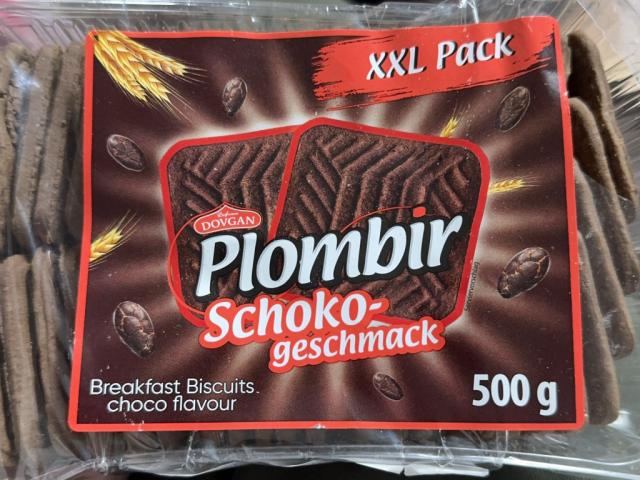 XXL Pack
DOVGAN
Plombir
Schoko-
geschmack
Breakfast Biscuits
choco flavour
500 g